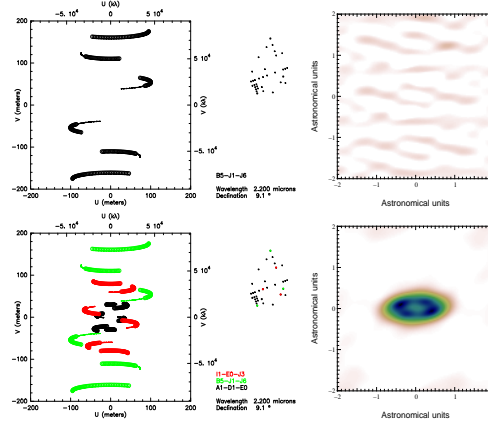 U (kλ)
−5. 10⁴ 0 5 10⁴
200
100
0
−100
−200
V (meters)
5 10⁴
0
−5. 10⁴
V (kλ)
−200 −100 0 100 200
U (meters)
B5−J1−J6
Wavelength 2.200 microns
Declination 9.1 °
2
1
0
−1
−2
Astronomical units
−2 −1 0 1
Astronomical units
U (kλ)
−5. 10⁴ 0 5 10⁴
200
100
0
−100
−200
V (meters)
5 10⁴
0
−5. 10⁴
V (kλ)
−200 −100 0 100 200
U (meters)
I1−E0−J3
B5−J1−J6
A1−D1−E0
Wavelength 2.200 microns
Declination 9.1 °
2
1
0
−1
−2
Astronomical units
−2 −1 0 1
Astronomical units